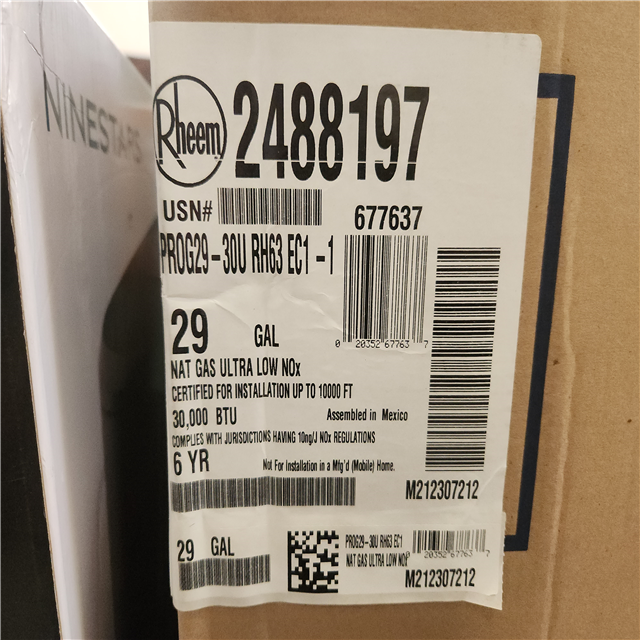 NINESTARS
Rheem
2488197
USN#
677637
PROG29-30U RH63 EC1 -1
0 20352 67763 7
29 GAL
NAT GAS ULTRA LOW NOx
CERTIFIED FOR INSTALLATION UP TO 10000 FT
30,000 BTU
Assembled in Mexico
COMPLIES WITH JURISDICTIONS HAVING 10ng/J NOx REGULATIONS
6 YR
Not For Installation in a Mfg'd (Mobile) Home.
M212307212
29 GAL
PROG29-30U RH63 EC1
NAT GAS ULTRA LOW NOx
0 20352 67763 7
M212307212